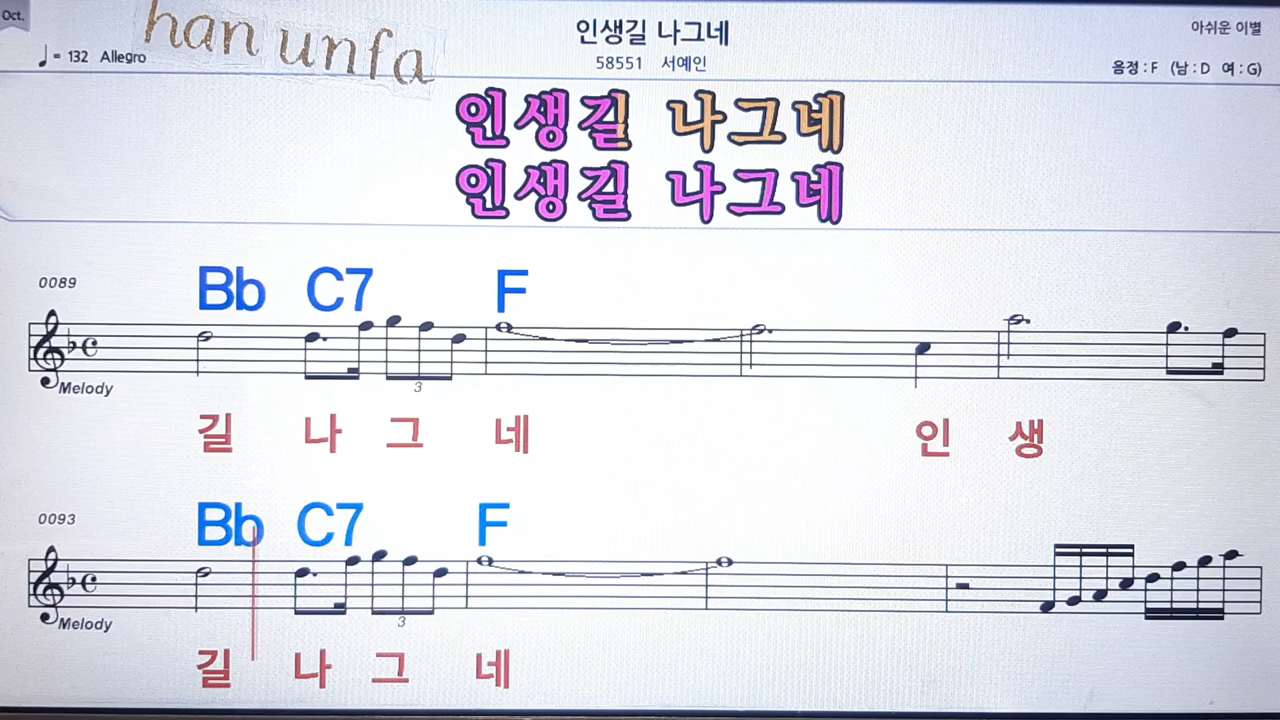 Oct.
han unfa
인생길 나그네
아쉬운 이별
♩= 132 Allegro
58551 서예인
음정 : F (남 : D 여 : G)
인생길 나그네
인생길 나그네
0089
Bb C7 F
Melody
3
길 나 그 네 인 생
0093
Bb C7 F
Melody
3
길 나 그 네